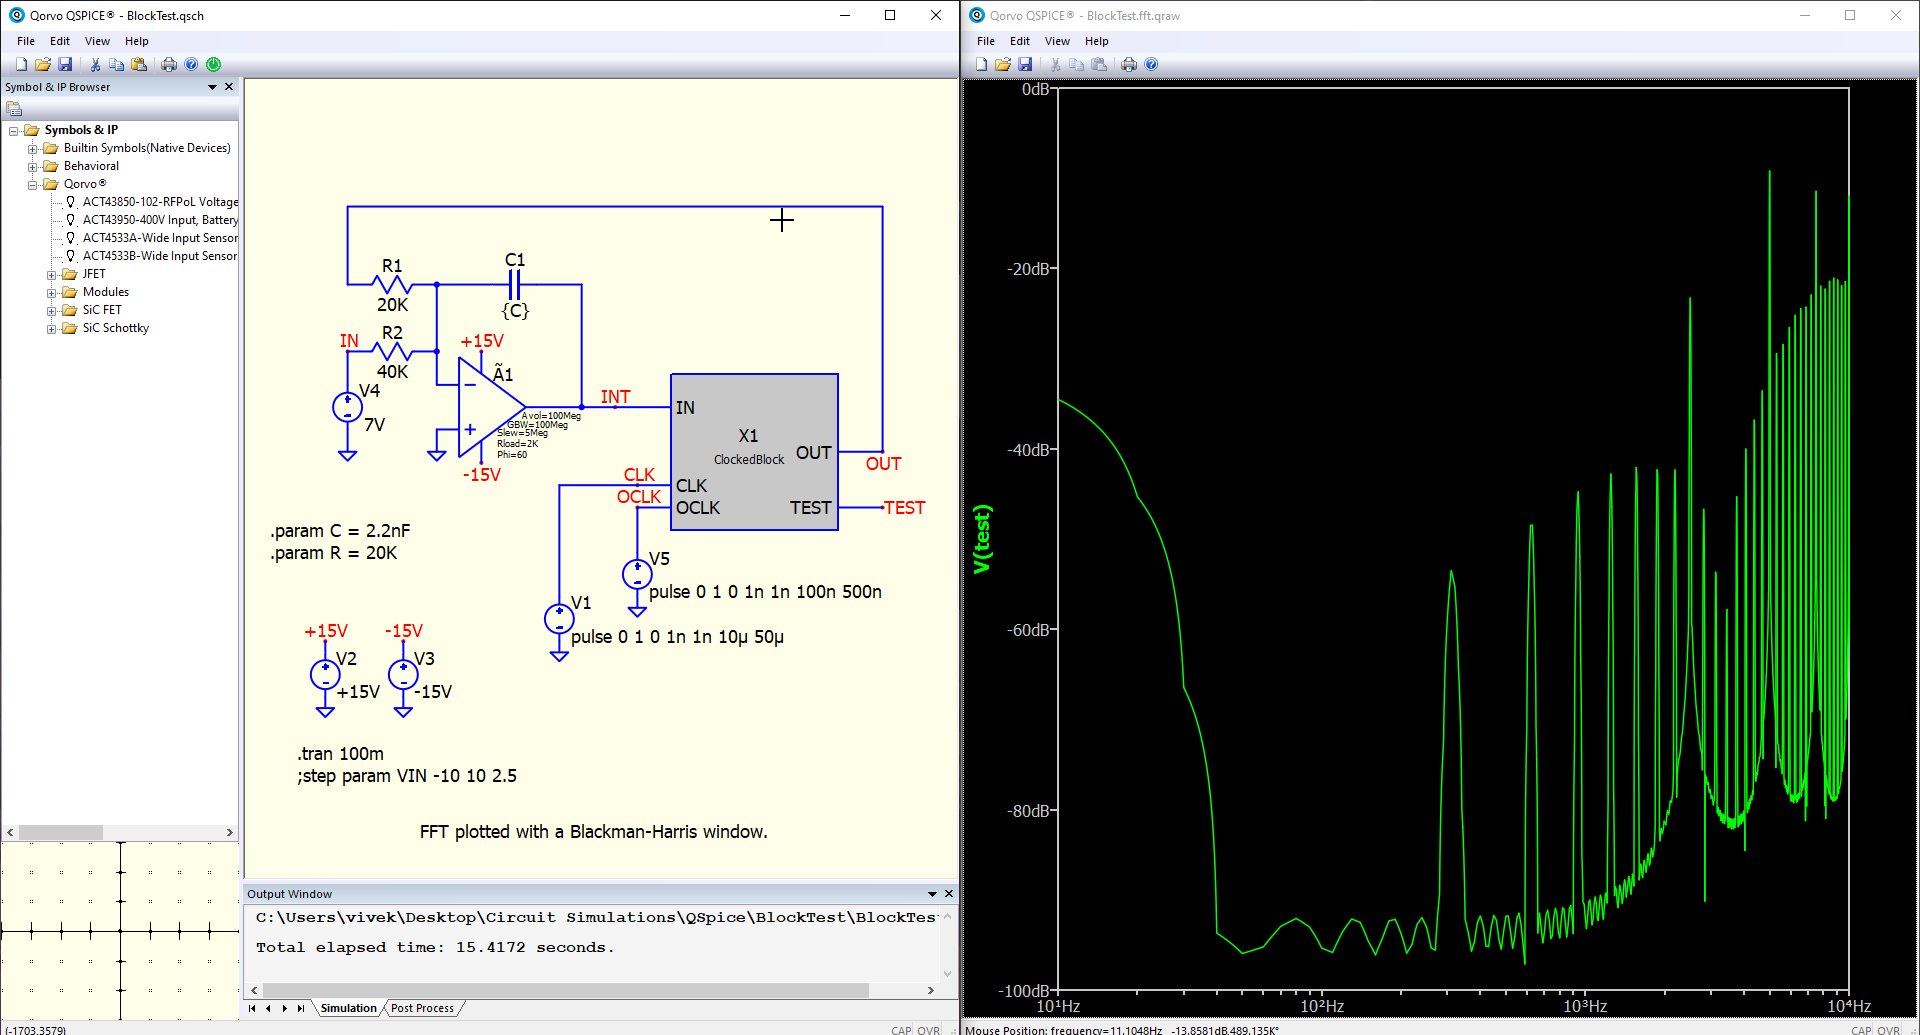 Qorvo QSPICE® - BlockTest.qsch
File Edit View Help
Symbol & IP Browser
Symbols & IP
Builtin Symbols(Native Devices)
Behavioral
Qorvo®
ACT43850-102-RFPoL Voltage
ACT43950-400V Input, Battery
ACT4533A-Wide Input Sensor
ACT4533B-Wide Input Sensor
JFET
Modules
SiC FET
SiC Schottky
R1
20K
C1
{C}
IN
R2
40K
V4
7V
+15V
Ã1
Avol=100Meg
GBW=100Meg
Slew=5Meg
Rload=2K
Phi=60
-15V
INT
IN
X1
ClockedBlock
OUT
OUT
CLK
CLK
OCLK
OCLK
TEST
TEST
.param C = 2.2nF
.param R = 20K
V5
pulse 0 1 0 1n 1n 100n 500n
V1
pulse 0 1 0 1n 1n 10µ 50µ
+15V
V2
+15V
-15V
V3
-15V
.tran 100m
;step param VIN -10 10 2.5
FFT plotted with a Blackman-Harris window.
Output Window
C:\Users\vivek\Desktop\Circuit Simulations\QSpice\BlockTest\BlockTes
Total elapsed time: 15.4172 seconds.
Simulation Post Process
(-1703,3579)
CAP OVR
Qorvo QSPICE® - BlockTest.fft.qraw
File Edit View Help
0dB
-20dB
-40dB
-60dB
-80dB
-100dB
V(test)
10¹Hz
10²Hz
10³Hz
10⁴Hz
Mouse Position: frequency=11.1048Hz -13.8581dB,489.135K°
CAP OVR